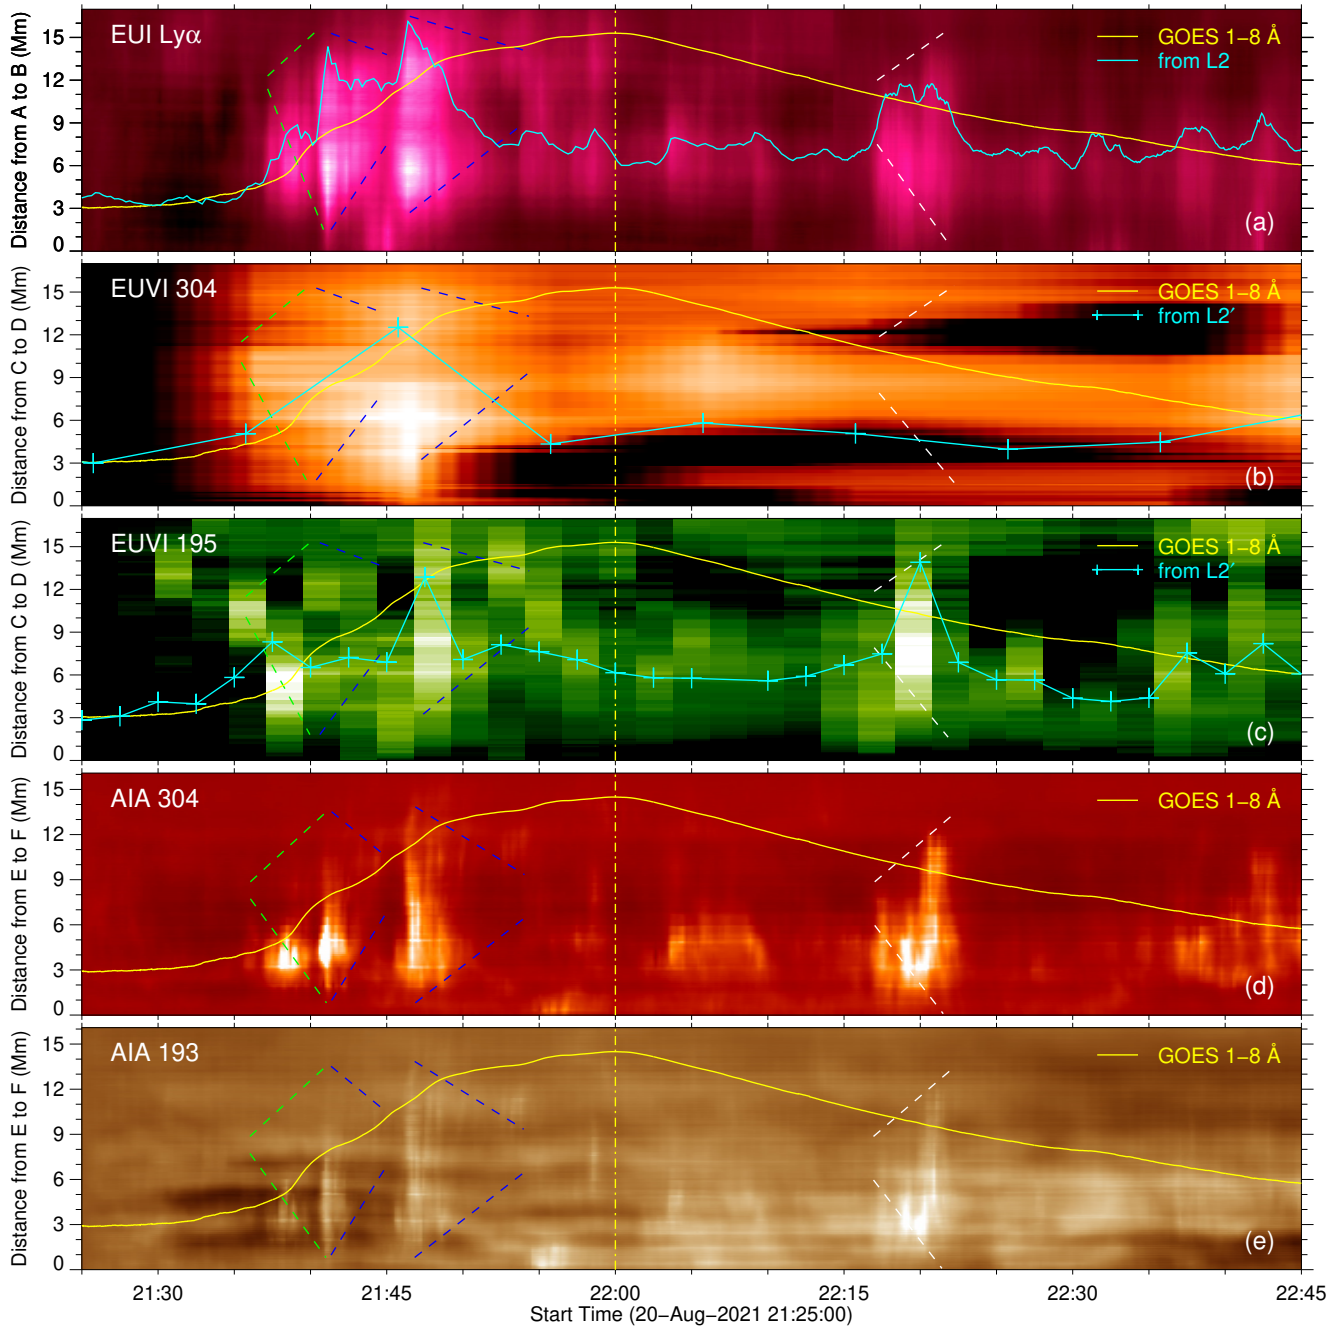 EUI Lyα
GOES 1−8 Å
from L2
(a)
Distance from A to B (Mm)
15
12
9
6
3
0
EUVI 304
GOES 1−8 Å
from L2′
(b)
Distance from C to D (Mm)
15
12
9
6
3
0
EUVI 195
GOES 1−8 Å
from L2′
(c)
Distance from C to D (Mm)
15
12
9
6
3
0
AIA 304
GOES 1−8 Å
(d)
Distance from E to F (Mm)
15
12
9
6
3
0
AIA 193
GOES 1−8 Å
(e)
Distance from E to F (Mm)
15
12
9
6
3
0
21:30 21:45 22:00 22:15 22:30 22:45
Start Time (20−Aug−2021 21:25:00)